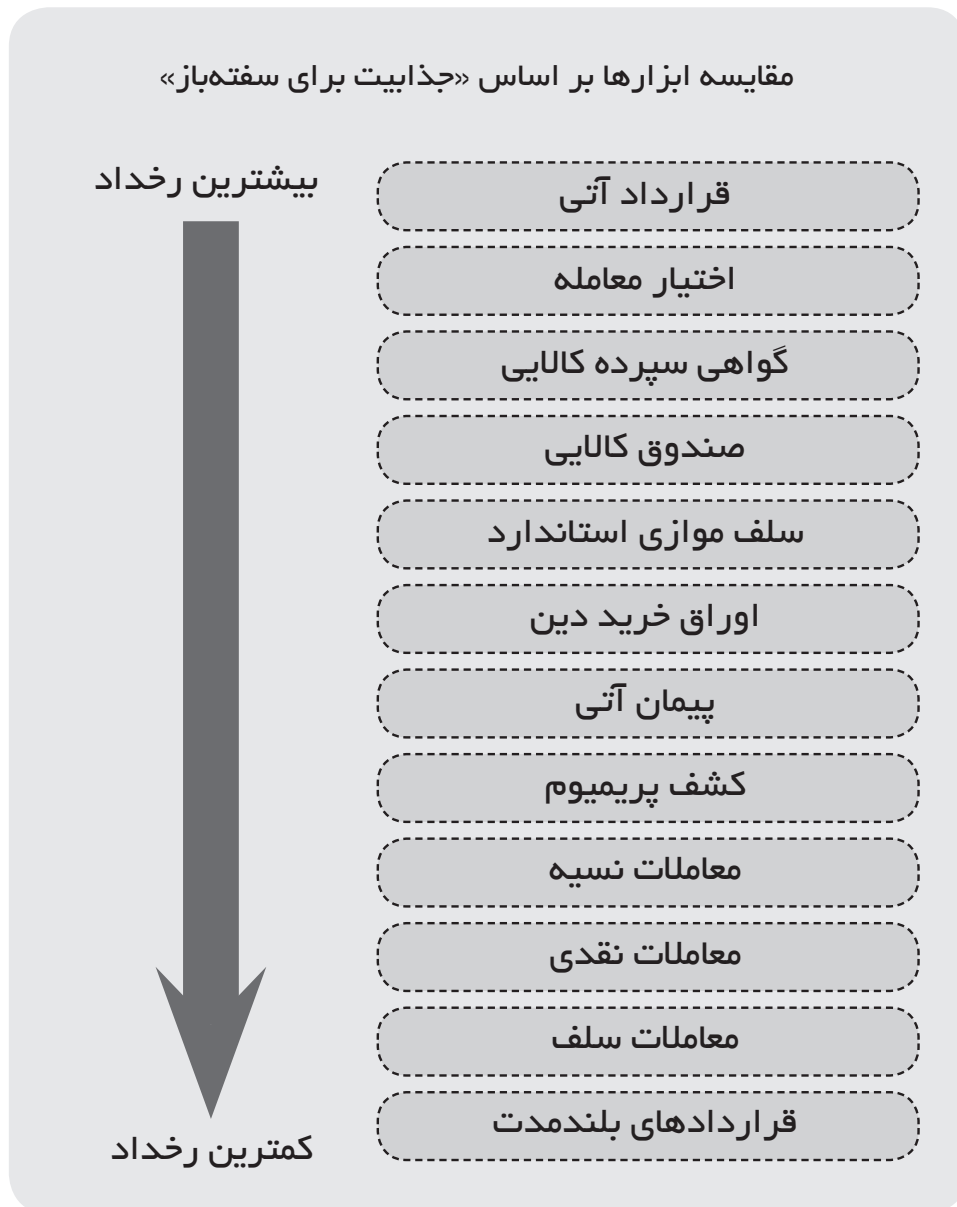 مقایسه ابزارها بر اساس «جذابیت برای سفته‌باز»
بیشترین رخداد
قرارداد آتی
اختیار معامله
گواهی سپرده کالایی
صندوق کالایی
سلف موازی استاندارد
اوراق خرید دین
پیمان آتی
کشف پریمیوم
معاملات نسیه
معاملات نقدی
معاملات سلف
قراردادهای بلندمدت
کمترین رخداد